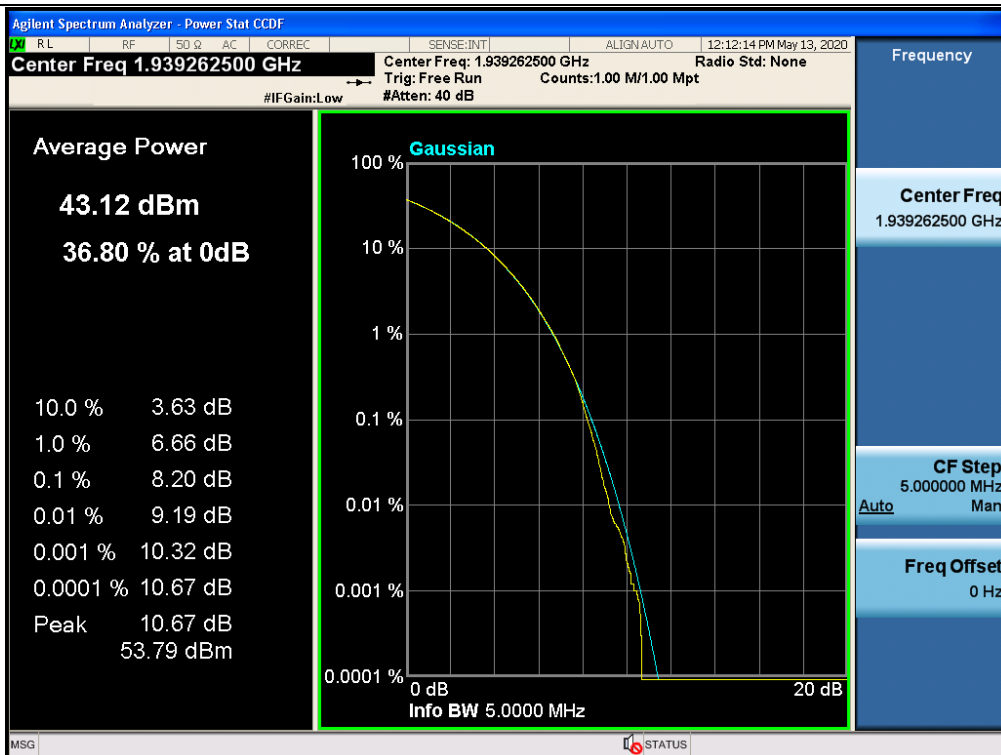 Agilent Spectrum Analyzer - Power Stat CCDF
LXI RL RF 50 Ω AC CORREC SENSE:INT ALIGN AUTO 12:12:14 PM May 13, 2020
Center Freq 1.939262500 GHz
#IFGain:Low
Center Freq: 1.939262500 GHz Radio Std: None
Trig: Free Run Counts:1.00 M/1.00 Mpt
#Atten: 40 dB
Average Power
43.12 dBm
36.80 % at 0dB
10.0 % 3.63 dB
1.0 % 6.66 dB
0.1 % 8.20 dB
0.01 % 9.19 dB
0.001 % 10.32 dB
0.0001 % 10.67 dB
Peak 10.67 dB
53.79 dBm
Gaussian
100 %
10 %
1 %
0.1 %
0.01 %
0.001 %
0.0001 %
0 dB 20 dB
Info BW 5.0000 MHz
Frequency
Center Freq
1.939262500 GHz
CF Step
5.000000 MHz
Auto Man
Freq Offset
0 Hz
MSG STATUS